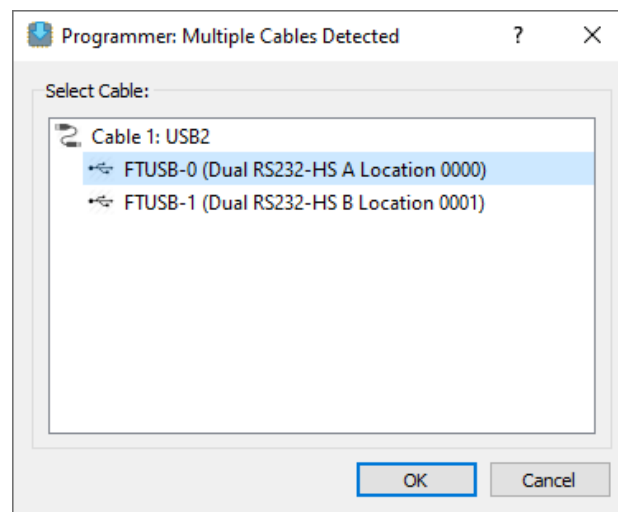 Programmer: Multiple Cables Detected ?
Select Cable:
Cable 1: USB2
FTUSB-0 (Dual RS232-HS A Location 0000)
FTUSB-1 (Dual RS232-HS B Location 0001)
OK Cancel